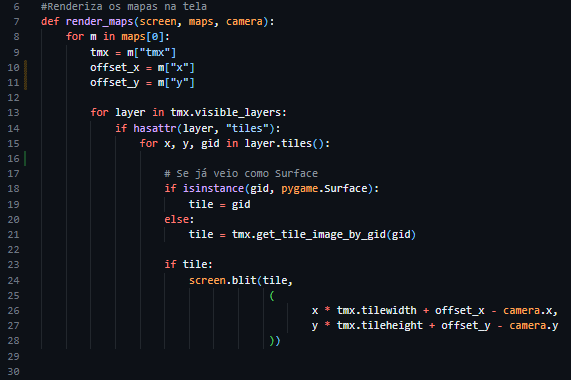 6 #Renderiza os mapas na tela
7 def render_maps(screen, maps, camera):
8     for m in maps[0]:
9         tmx = m["tmx"]
10         offset_x = m["x"]
11         offset_y = m["y"]
12
13         for layer in tmx.visible_layers:
14             if hasattr(layer, "tiles"):
15                 for x, y, gid in layer.tiles():
16
17                     # Se já veio como Surface
18                     if isinstance(gid, pygame.Surface):
19                         tile = gid
20                     else:
21                         tile = tmx.get_tile_image_by_gid(gid)
22
23                     if tile:
24                         screen.blit(tile,
25                                     (
26                                             x * tmx.tilewidth + offset_x - camera.x,
27                                             y * tmx.tileheight + offset_y - camera.y
28                                     ))
29
30